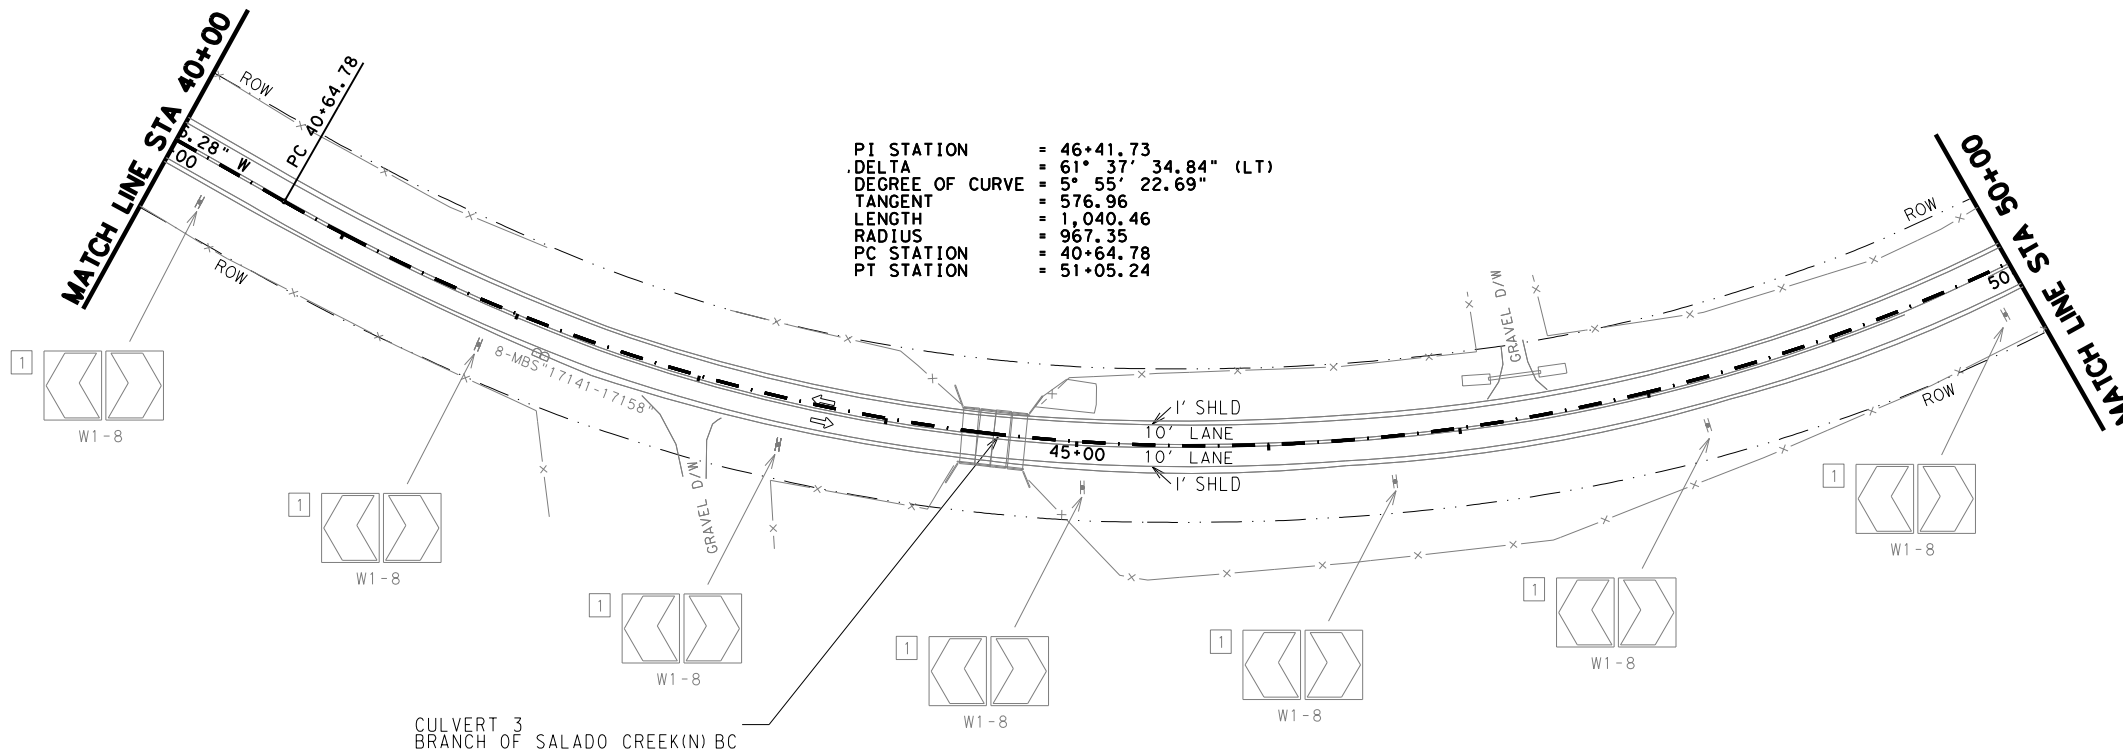 MATCH LINE STA 40+00
ROW
PC 40+64.78
.28" W
00
ROW
PI STATION = 46+41.73
DELTA = 61° 37' 34.84" (LT)
DEGREE OF CURVE = 5° 55' 22.69"
TANGENT = 576.96
LENGTH = 1,040.46
RADIUS = 967.35
PC STATION = 40+64.78
PT STATION = 51+05.24
MATCH LINE STA 50+00
ROW
50
ROW
GRAVEL D/W
8-MBS "17141-17158"
GRAVEL D/W
1' SHLD
10' LANE
45+00
10' LANE
1' SHLD
1
W1-8
1
W1-8
1
W1-8
1
W1-8
1
W1-8
1
W1-8
1
W1-8
CULVERT 3
BRANCH OF SALADO CREEK(N) BC